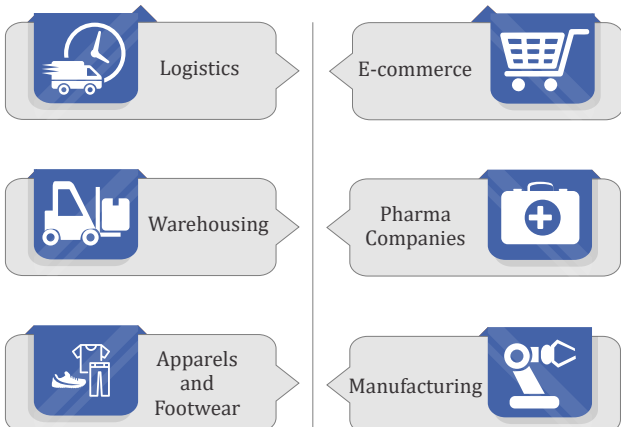 Logistics
E-commerce
Warehousing
Pharma
Companies
Apparels
and
Footwear
Manufacturing